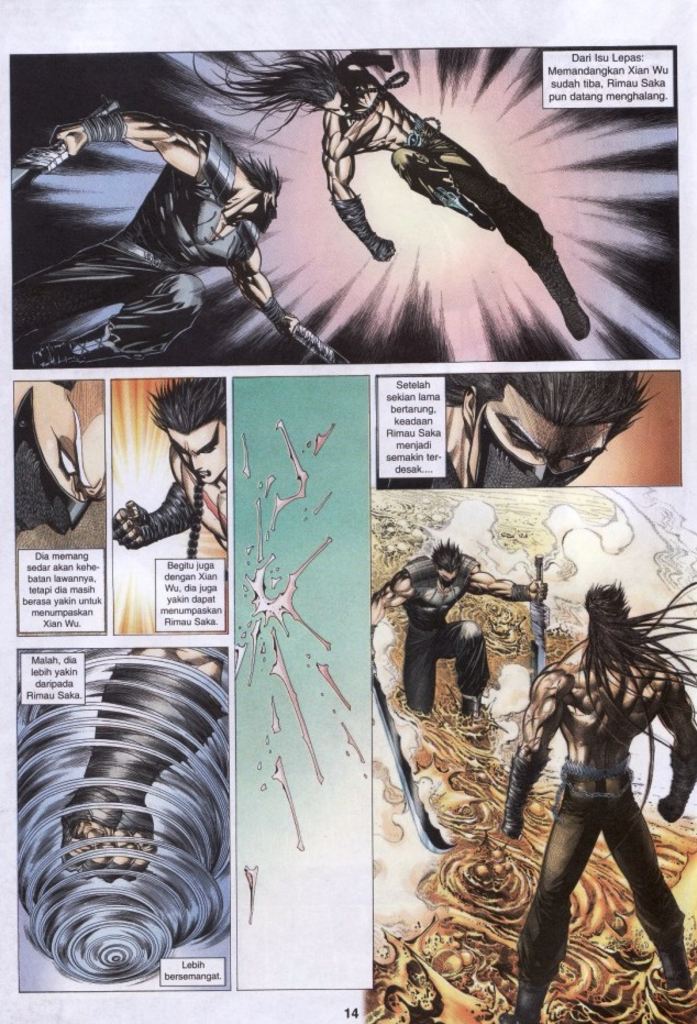 Dari Isu Lepas:
Memandangkan Xian Wu
sudah tiba, Rimau Saka
pun datang menghalang.
Dia memang
sedar akan kehe-
batan lawannya,
tetapi dia masih
berasa yakin untuk
menumpaskan
Xian Wu.
Begitu juga
dengan Xian
Wu, dia juga
yakin dapat
menumpaskan
Rimau Saka.
Setelah
sekian lama
bertarung,
keadaan
Rimau Saka
menjadi
semakin ter-
desak....
Malah, dia
lebih yakin
daripada
Rimau Saka.
Lebih
bersemangat.
14